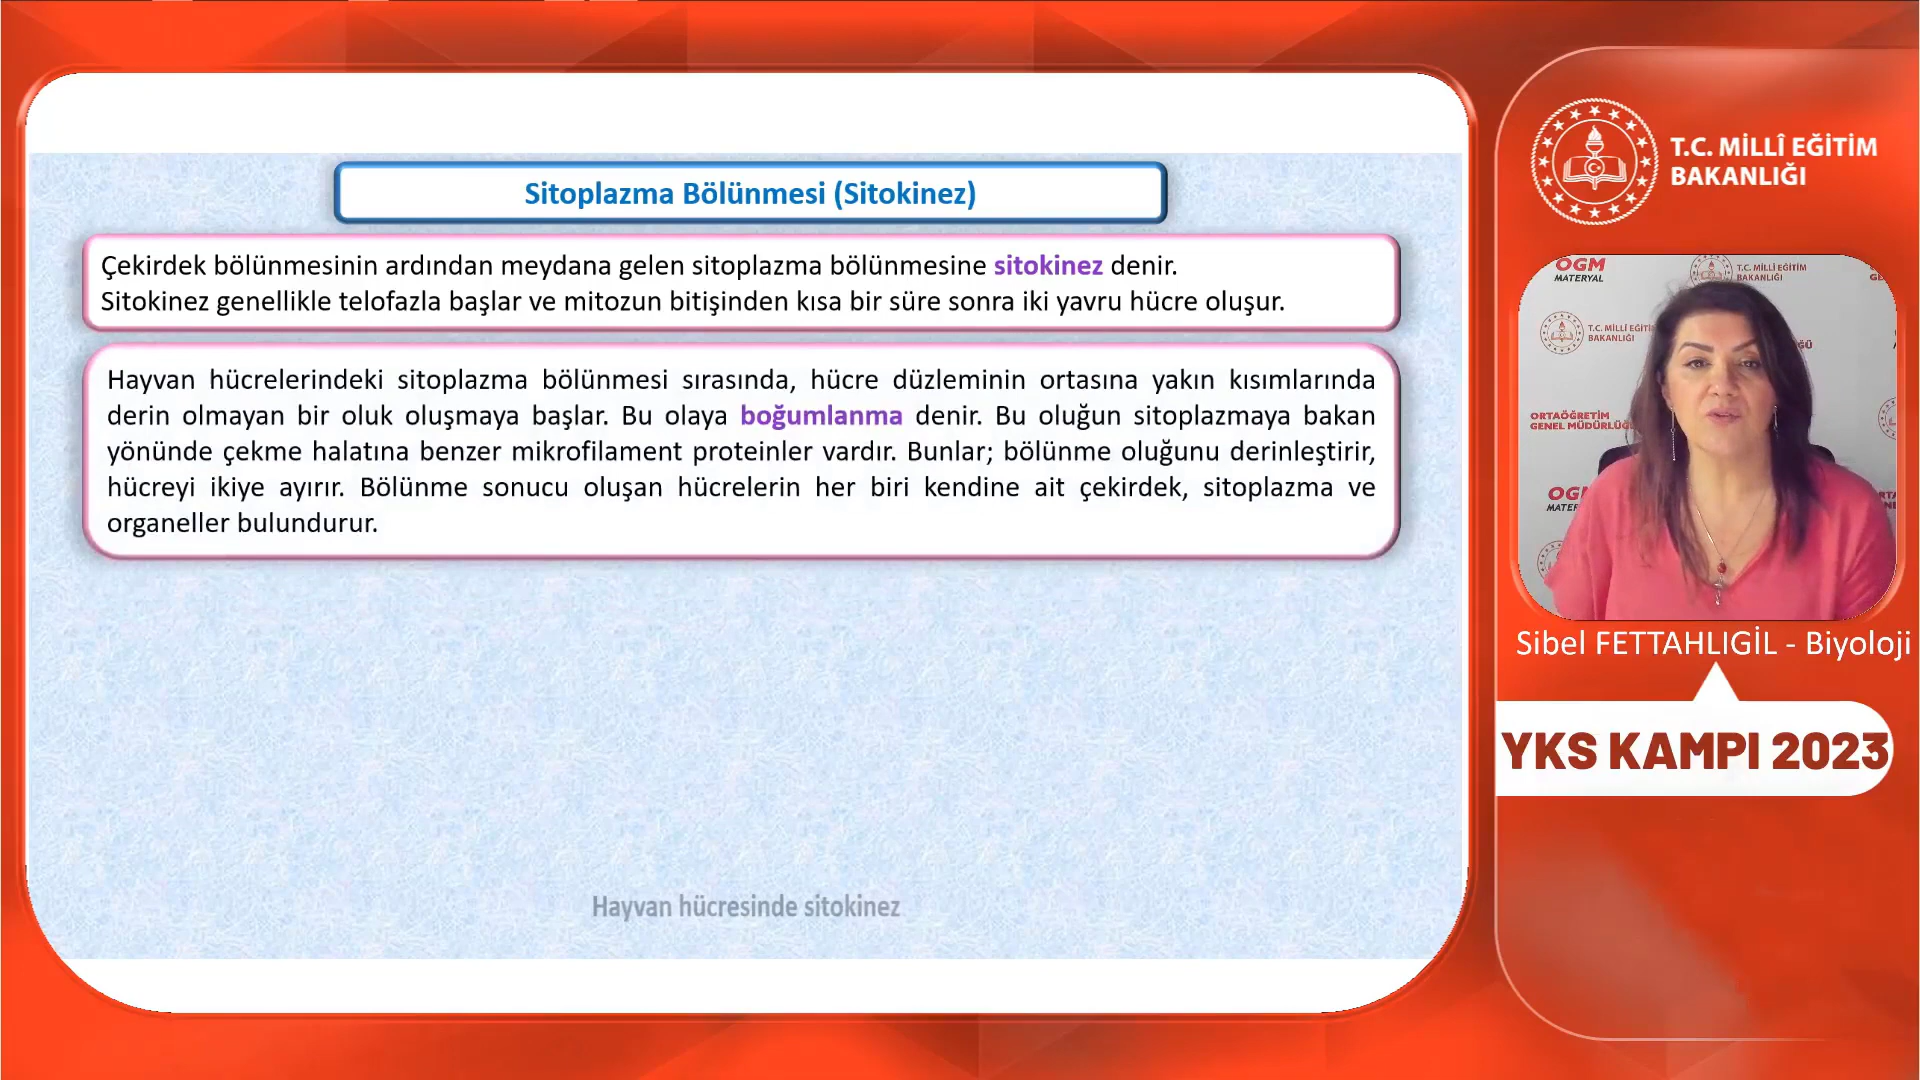 Sitoplazma Bölünmesi (Sitokinez)
Çekirdek bölünmesinin ardından meydana gelen sitoplazma bölünmesine sitokinez denir.
Sitokinez genellikle telofazla başlar ve mitozun bitişinden kısa bir süre sonra iki yavru hücre oluşur.
Hayvan hücrelerindeki sitoplazma bölünmesi sırasında, hücre düzleminin ortasına yakın kısımlarında
derin olmayan bir oluk oluşmaya başlar. Bu olaya boğumlanma denir. Bu oluğun sitoplazmaya bakan
yönünde çekme halatına benzer mikrofilament proteinler vardır. Bunlar; bölünme oluğunu derinleştirir,
hücreyi ikiye ayırır. Bölünme sonucu oluşan hücrelerin her biri kendine ait çekirdek, sitoplazma ve
organeller bulundurur.
Hayvan hücresinde sitokinez
T.C. MİLLÎ EĞİTİM
BAKANLIĞI
OGM
MATERYAL
T.C. MİLLÎ EĞİTİM
BAKANLIĞI
T.C. MİLLÎ EĞİTİ
BAKANLIĞI
ORTAÖĞRETİM
GENEL MÜDÜRLÜĞ
Sibel FETTAHLIGİL - Biyoloji
YKS KAMPI 2023